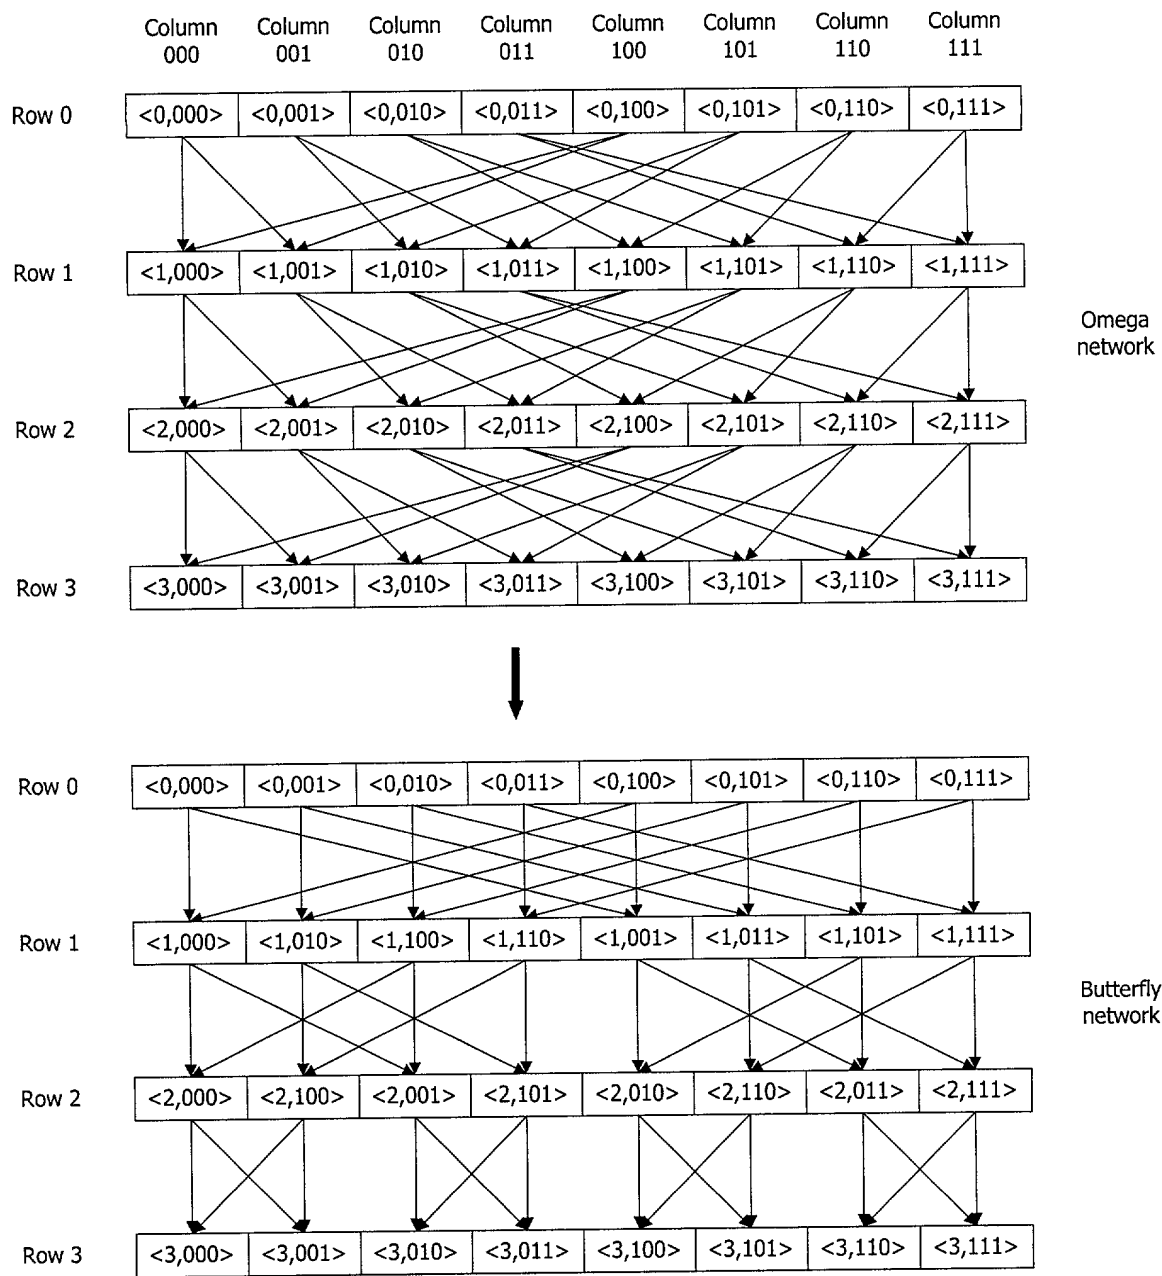 Column Column Column Column Column Column Column Column
000 001 010 011 100 101 110 111
Row 0 <0,000> <0,001> <0,010> <0,011> <0,100> <0,101> <0,110> <0,111>
Row 1 <1,000> <1,001> <1,010> <1,011> <1,100> <1,101> <1,110> <1,111>
Omega
network
Row 2 <2,000> <2,001> <2,010> <2,011> <2,100> <2,101> <2,110> <2,111>
Row 3 <3,000> <3,001> <3,010> <3,011> <3,100> <3,101> <3,110> <3,111>
Row 0 <0,000> <0,001> <0,010> <0,011> <0,100> <0,101> <0,110> <0,111>
Row 1 <1,000> <1,010> <1,100> <1,110> <1,001> <1,011> <1,101> <1,111>
Butterfly
network
Row 2 <2,000> <2,100> <2,001> <2,101> <2,010> <2,110> <2,011> <2,111>
Row 3 <3,000> <3,001> <3,010> <3,011> <3,100> <3,101> <3,110> <3,111>